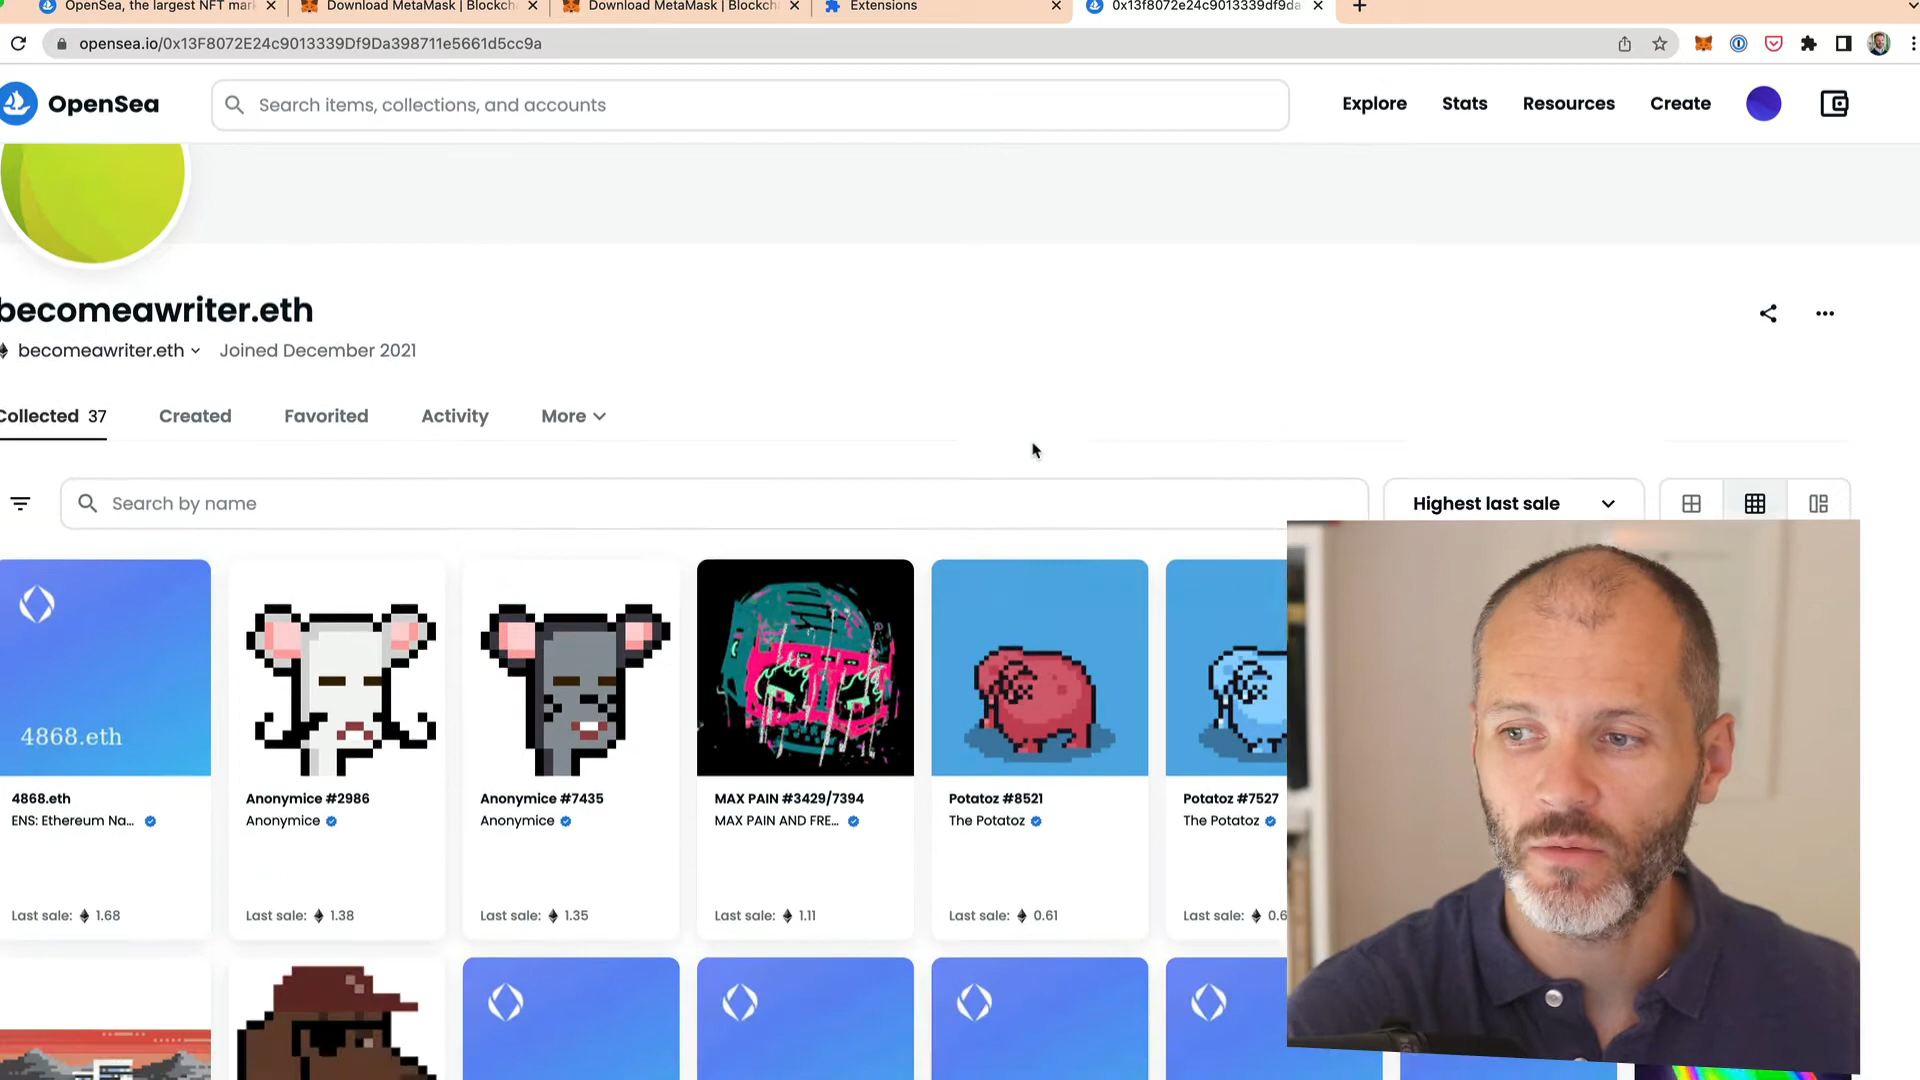 OpenSea, the largest NFT mar
Download MetaMask | Blockch
Download MetaMask | Blockch
Extensions
0x13f8072e24c9013339df9da
opensea.io/0x13F8072E24c9013339Df9Da398711e5661d5cc9a
OpenSea
Search items, collections, and accounts
Explore
Stats
Resources
Create
becomeawriter.eth
becomeawriter.eth
Joined December 2021
Collected 37
Created
Favorited
Activity
More
Search by name
Highest last sale
4868.eth
4868.eth
ENS: Ethereum Na...
Last sale: 1.68
Anonymice #2986
Anonymice
Last sale: 1.38
Anonymice #7435
Anonymice
Last sale: 1.35
MAX PAIN #3429/7394
MAX PAIN AND FRE...
Last sale: 1.11
Potatoz #8521
The Potatoz
Last sale: 0.61
Potatoz #7527
The Potatoz
Last sale: 0.6